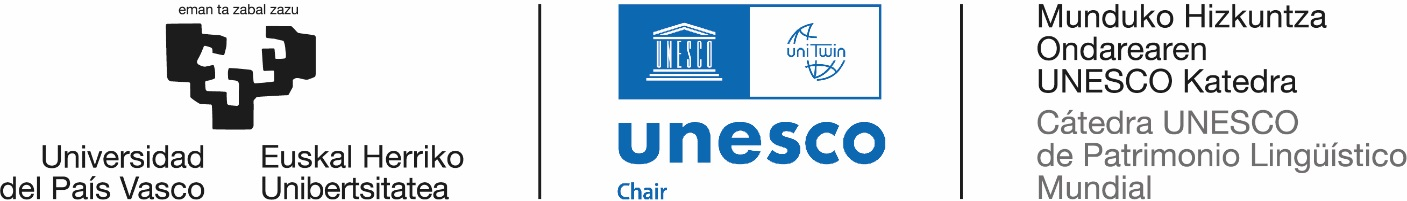 eman ta zabal zazu
Universidad
del País Vasco
Euskal Herriko
Unibertsitatea
UNESCO
uniTwin
unesco
Chair
Munduko Hizkuntza
Ondarearen
UNESCO Katedra
Cátedra UNESCO
de Patrimonio Lingüístico
Mundial